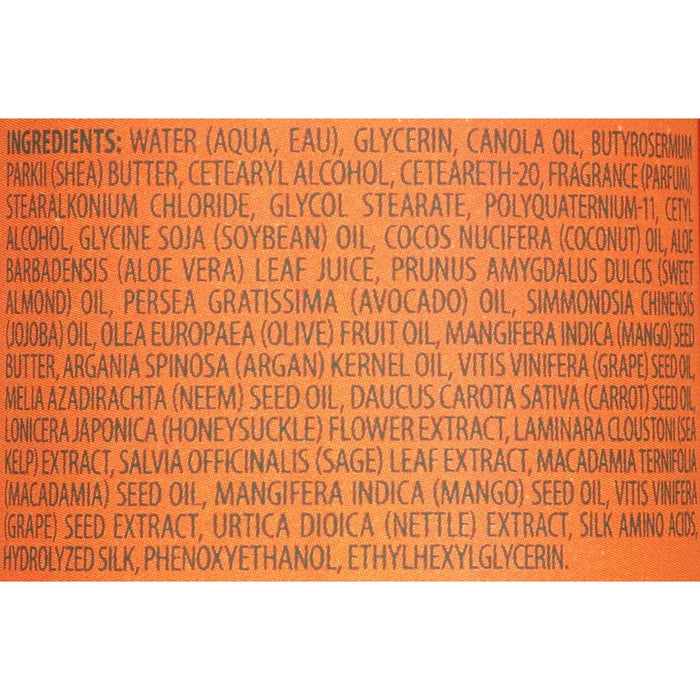 INGREDIENTS: WATER (AQUA, EAU), GLYCERIN, CANOLA OIL, BUTYROSERMUM
PARKII (SHEA) BUTTER, CETEARYL ALCOHOL, CETEARETH-20, FRAGRANCE (PARFUM)
STEARALKONIUM CHLORIDE, GLYCOL STEARATE, POLYQUATERNIUM-11, CETYL
ALCOHOL, GLYCINE SOJA (SOYBEAN) OIL, COCOS NUCIFERA (COCONUT) OIL, ALOE
BARBADENSIS (ALOE VERA) LEAF JUICE, PRUNUS AMYGDALUS DULCIS (SWEET
ALMOND) OIL, PERSEA GRATISSIMA (AVOCADO) OIL, SIMMONDSIA CHINENSE
(JOJOBA) OIL, OLEA EUROPAEA (OLIVE) FRUIT OIL, MANGIFERA INDICA (MANGO) SEED
BUTTER, ARGANIA SPINOSA (ARGAN) KERNEL OIL, VITIS VINIFERA (GRAPE) SEED OIL,
MELIA AZADIRACHTA (NEEM) SEED OIL, DAUCUS CAROTA SATIVA (CARROT) SEED OIL,
LONICERA JAPONICA (HONEYSUCKLE) FLOWER EXTRACT, LAMINARA CLOUSTONI (SEA
KELP) EXTRACT, SALVIA OFFICINALIS (SAGE) LEAF EXTRACT, MACADAMIA TERNIFOLIA
(MACADAMIA) SEED OIL, MANGIFERA INDICA (MANGO) SEED OIL, VITIS VINIFERA
(GRAPE) SEED EXTRACT, URTICA DIOICA (NETTLE) EXTRACT, SILK AMINO ACIDS,
HYDROLYZED SILK, PHENOXYETHANOL, ETHYLHEXYLGLYCERIN.